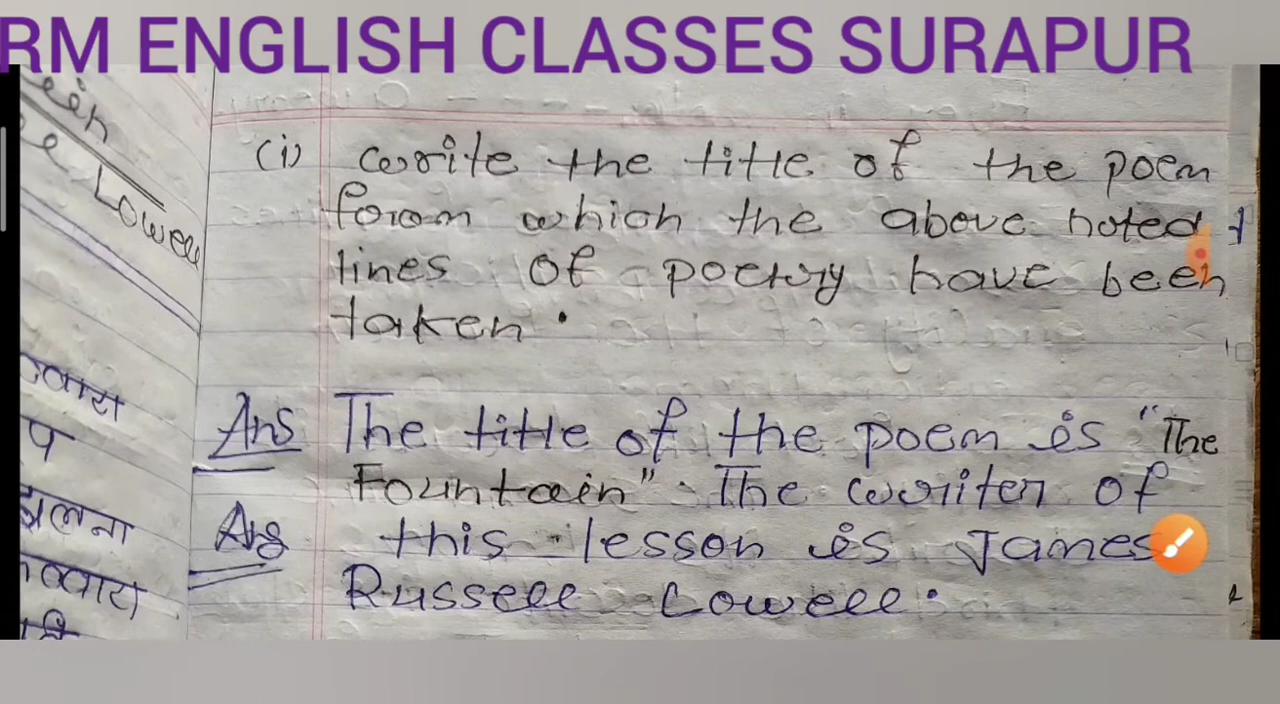 RM ENGLISH CLASSES SURAPUR
Lowell
(i) write the title of the poem
from which the above noted
lines of poetry have been
taken.
Ans The title of the poem is "The
Fountain". The writer of
Ans this lesson is James
Russell Lowell.
प